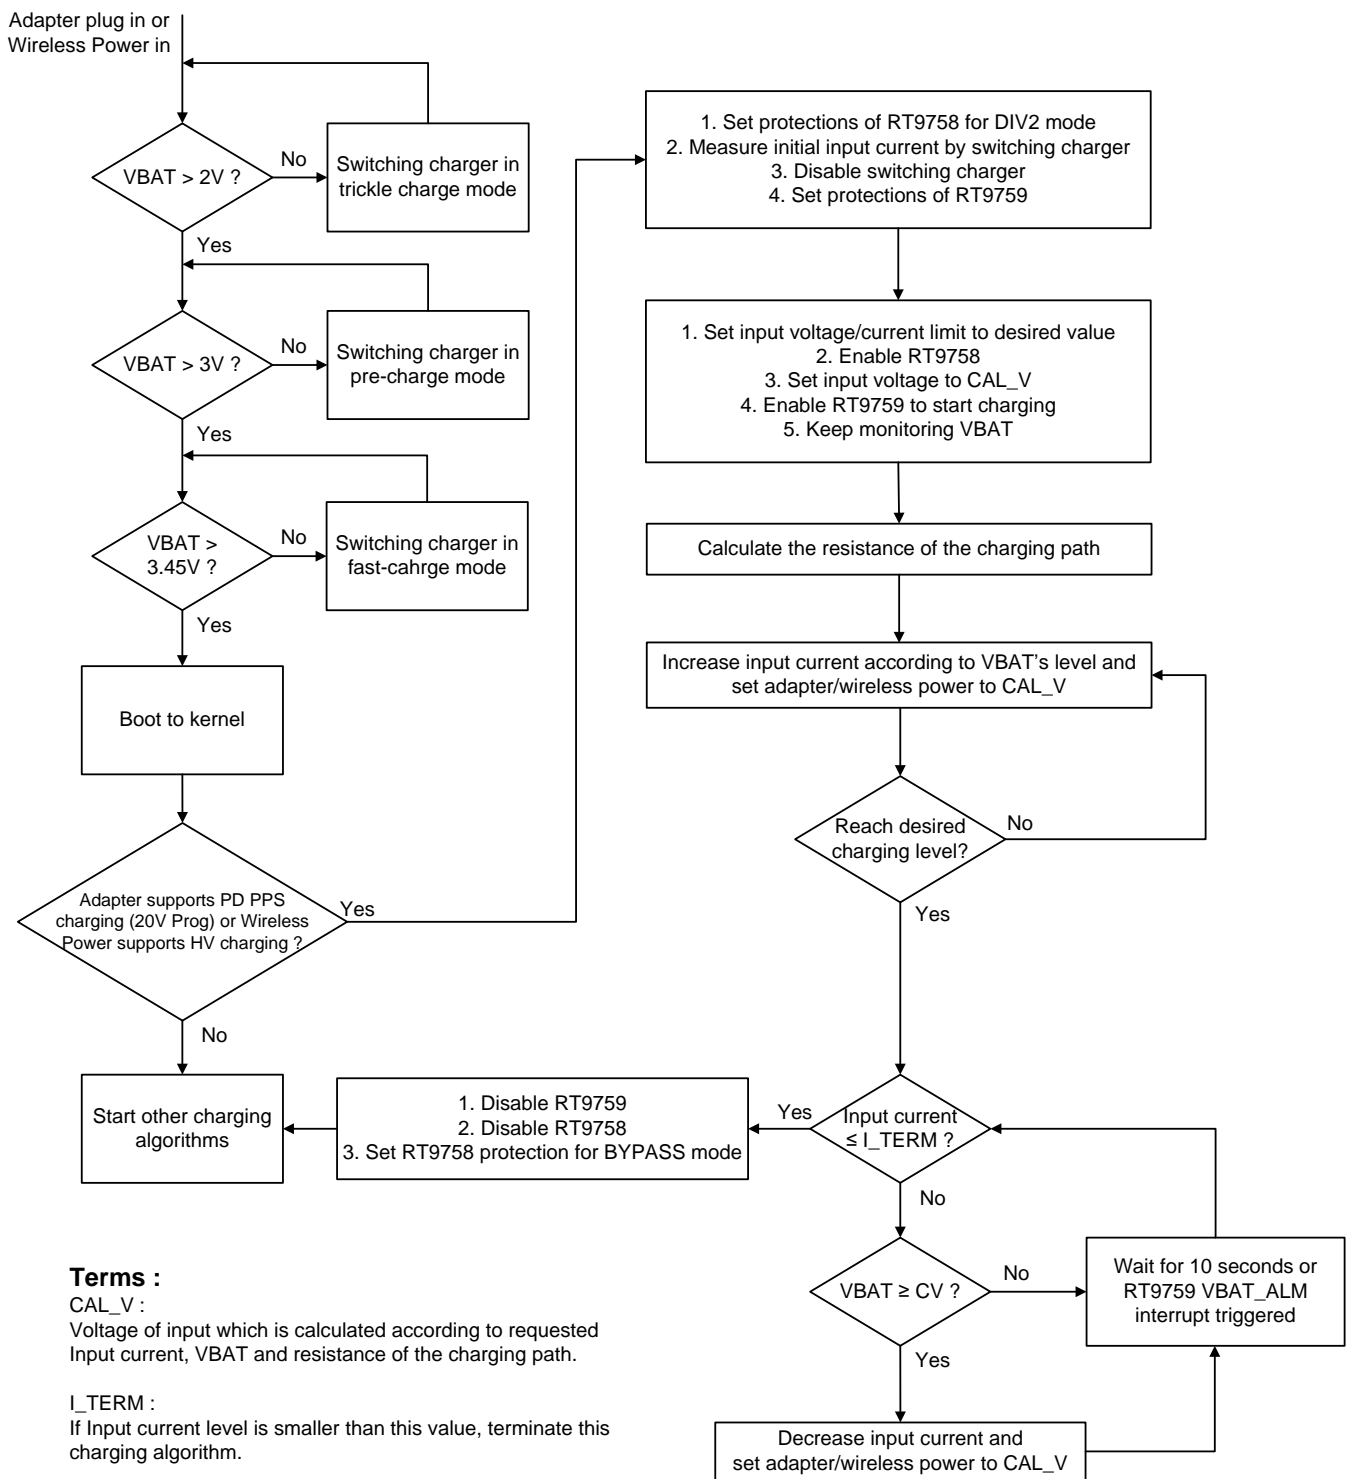 Adapter plug in or
Wireless Power in
VBAT > 2V ?
No
Switching charger in
trickle charge mode
Yes
VBAT > 3V ?
No
Switching charger in
pre-charge mode
Yes
VBAT >
3.45V ?
No
Switching charger in
fast-cahrge mode
Yes
Boot to kernel
Adapter supports PD PPS
charging (20V Prog) or Wireless
Power supports HV charging ?
Yes
No
Start other charging
algorithms
1. Set protections of RT9758 for DIV2 mode
2. Measure initial input current by switching charger
3. Disable switching charger
4. Set protections of RT9759
1. Set input voltage/current limit to desired value
2. Enable RT9758
3. Set input voltage to CAL_V
4. Enable RT9759 to start charging
5. Keep monitoring VBAT
Calculate the resistance of the charging path
Increase input current according to VBAT's level and
set adapter/wireless power to CAL_V
Reach desired
charging level?
No
Yes
Input current
≤ I_TERM ?
Yes
1. Disable RT9759
2. Disable RT9758
3. Set RT9758 protection for BYPASS mode
No
VBAT ≥ CV ?
No
Wait for 10 seconds or
RT9759 VBAT_ALM
interrupt triggered
Yes
Decrease input current and
set adapter/wireless power to CAL_V
Terms :
CAL_V :
Voltage of input which is calculated according to requested
Input current, VBAT and resistance of the charging path.
I_TERM :
If Input current level is smaller than this value, terminate this
charging algorithm.